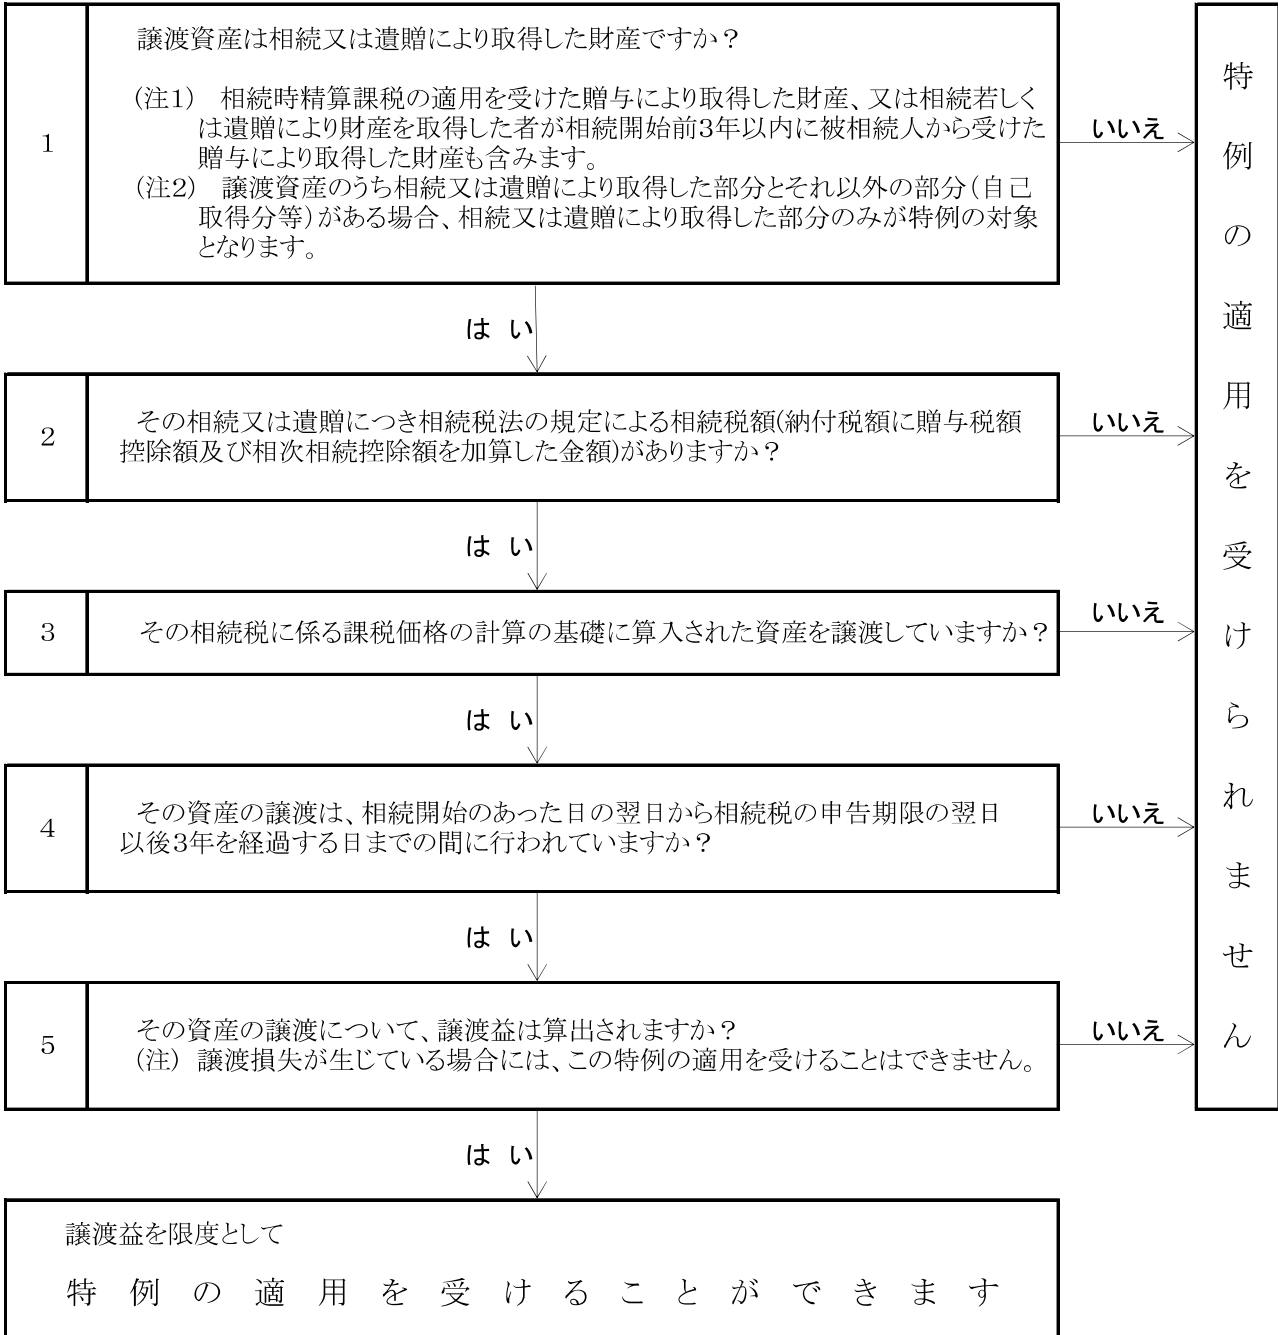 1
譲渡資産は相続又は遺贈により取得した財産ですか？
（注1）　相続時精算課税の適用を受けた贈与により取得した財産、又は相続若しく
は遺贈により財産を取得した者が相続開始前3年以内に被相続人から受けた
贈与により取得した財産も含みます。
（注2）　譲渡資産のうち相続又は遺贈により取得した部分とそれ以外の部分（自己
取得分等）がある場合、相続又は遺贈により取得した部分のみが特例の対象
となります。
いいえ
はい
2
その相続又は遺贈につき相続税法の規定による相続税額(納付税額に贈与税額
控除額及び相次相続控除額を加算した金額)がありますか？
いいえ
はい
3
その相続税に係る課税価格の計算の基礎に算入された資産を譲渡していますか？
いいえ
はい
4
その資産の譲渡は、相続開始のあった日の翌日から相続税の申告期限の翌日
以後3年を経過する日までの間に行われていますか？
いいえ
はい
5
その資産の譲渡について、譲渡益は算出されますか？
（注）　譲渡損失が生じている場合には、この特例の適用を受けることはできません。
いいえ
はい
譲渡益を限度として
特例の適用を受けることができます
特例の適用を受けられません